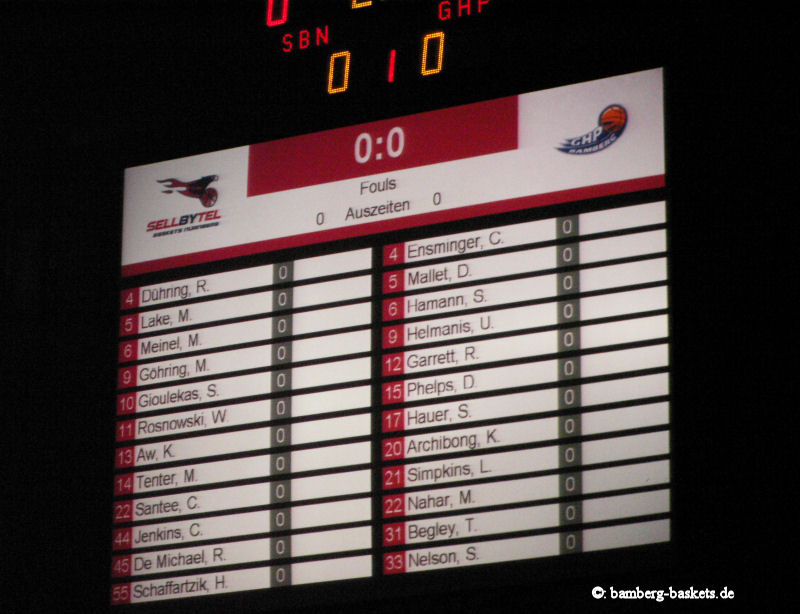 0
SBN GHP
0 1 0
0:0
Fouls
0 Auszeiten 0
SELLBYTEL
BASKETS NÜRNBERG
GHP
BAMBERG
4 Dühring, R. 0
5 Lake, M. 0
6 Meinel, M. 0
9 Göhring, M. 0
10 Gioulekas, S. 0
11 Rosnowski, W. 0
13 Aw, K. 0
14 Tenter, M. 0
22 Santee, C. 0
44 Jenkins, C. 0
45 De Michael, R. 0
55 Schaffartzik, H. 0
4 Ensminger, C. 0
5 Mallet, D. 0
6 Hamann, S. 0
9 Helmanis, U. 0
12 Garrett, R. 0
15 Phelps, D. 0
17 Hauer, S. 0
20 Archibong, K. 0
21 Simpkins, L. 0
22 Nahar, M. 0
31 Begley, T. 0
33 Nelson, S. 0
©: bamberg-baskets.de